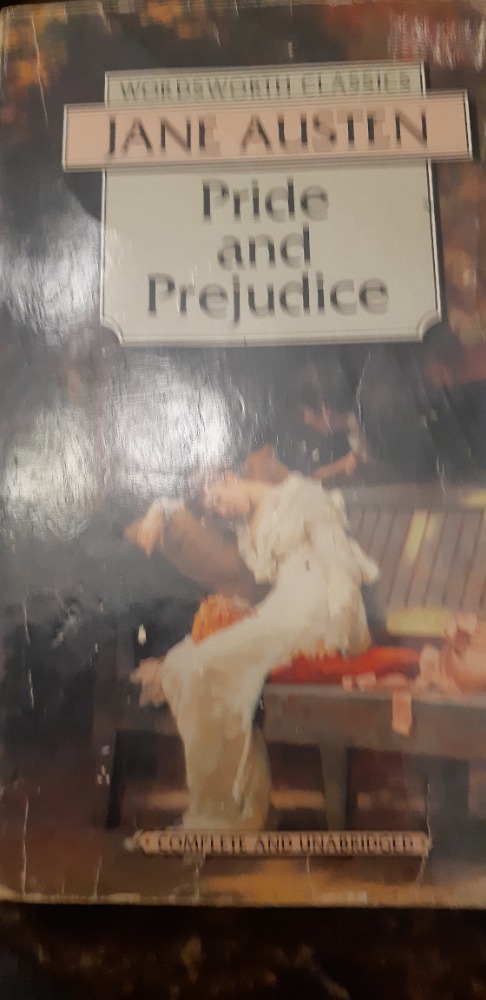 WORDSWORTH CLASSICS
JANE AUSTEN
Pride
and
Prejudice
COMPLETE AND UNABRIDGED